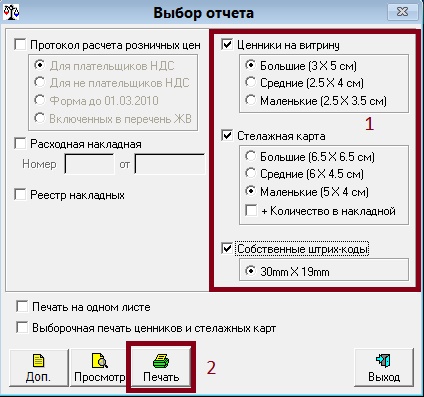 Выбор отчета
Протокол расчета розничных цен
Для плательщиков НДС
Для не плательщиков НДС
Форма до 01.03.2010
Включенных в перечень ЖВ
Расходная накладная
Номер от
Реестр накладных
Ценники на витрину
Большие (3 X 5 см)
Средние (2.5 X 4 см)
Маленькие (2.5 X 3.5 см)
1
Стелажная карта
Большие (6.5 X 6.5 см)
Средние (6 X 4.5 см)
Маленькие (5 X 4 см)
+ Количество в накладной
Собственные штрих-коды
30mm X 19mm
Печать на одном листе
Выборочная печать ценников и стелажных карт
Доп. Просмотр Печать 2 Выход